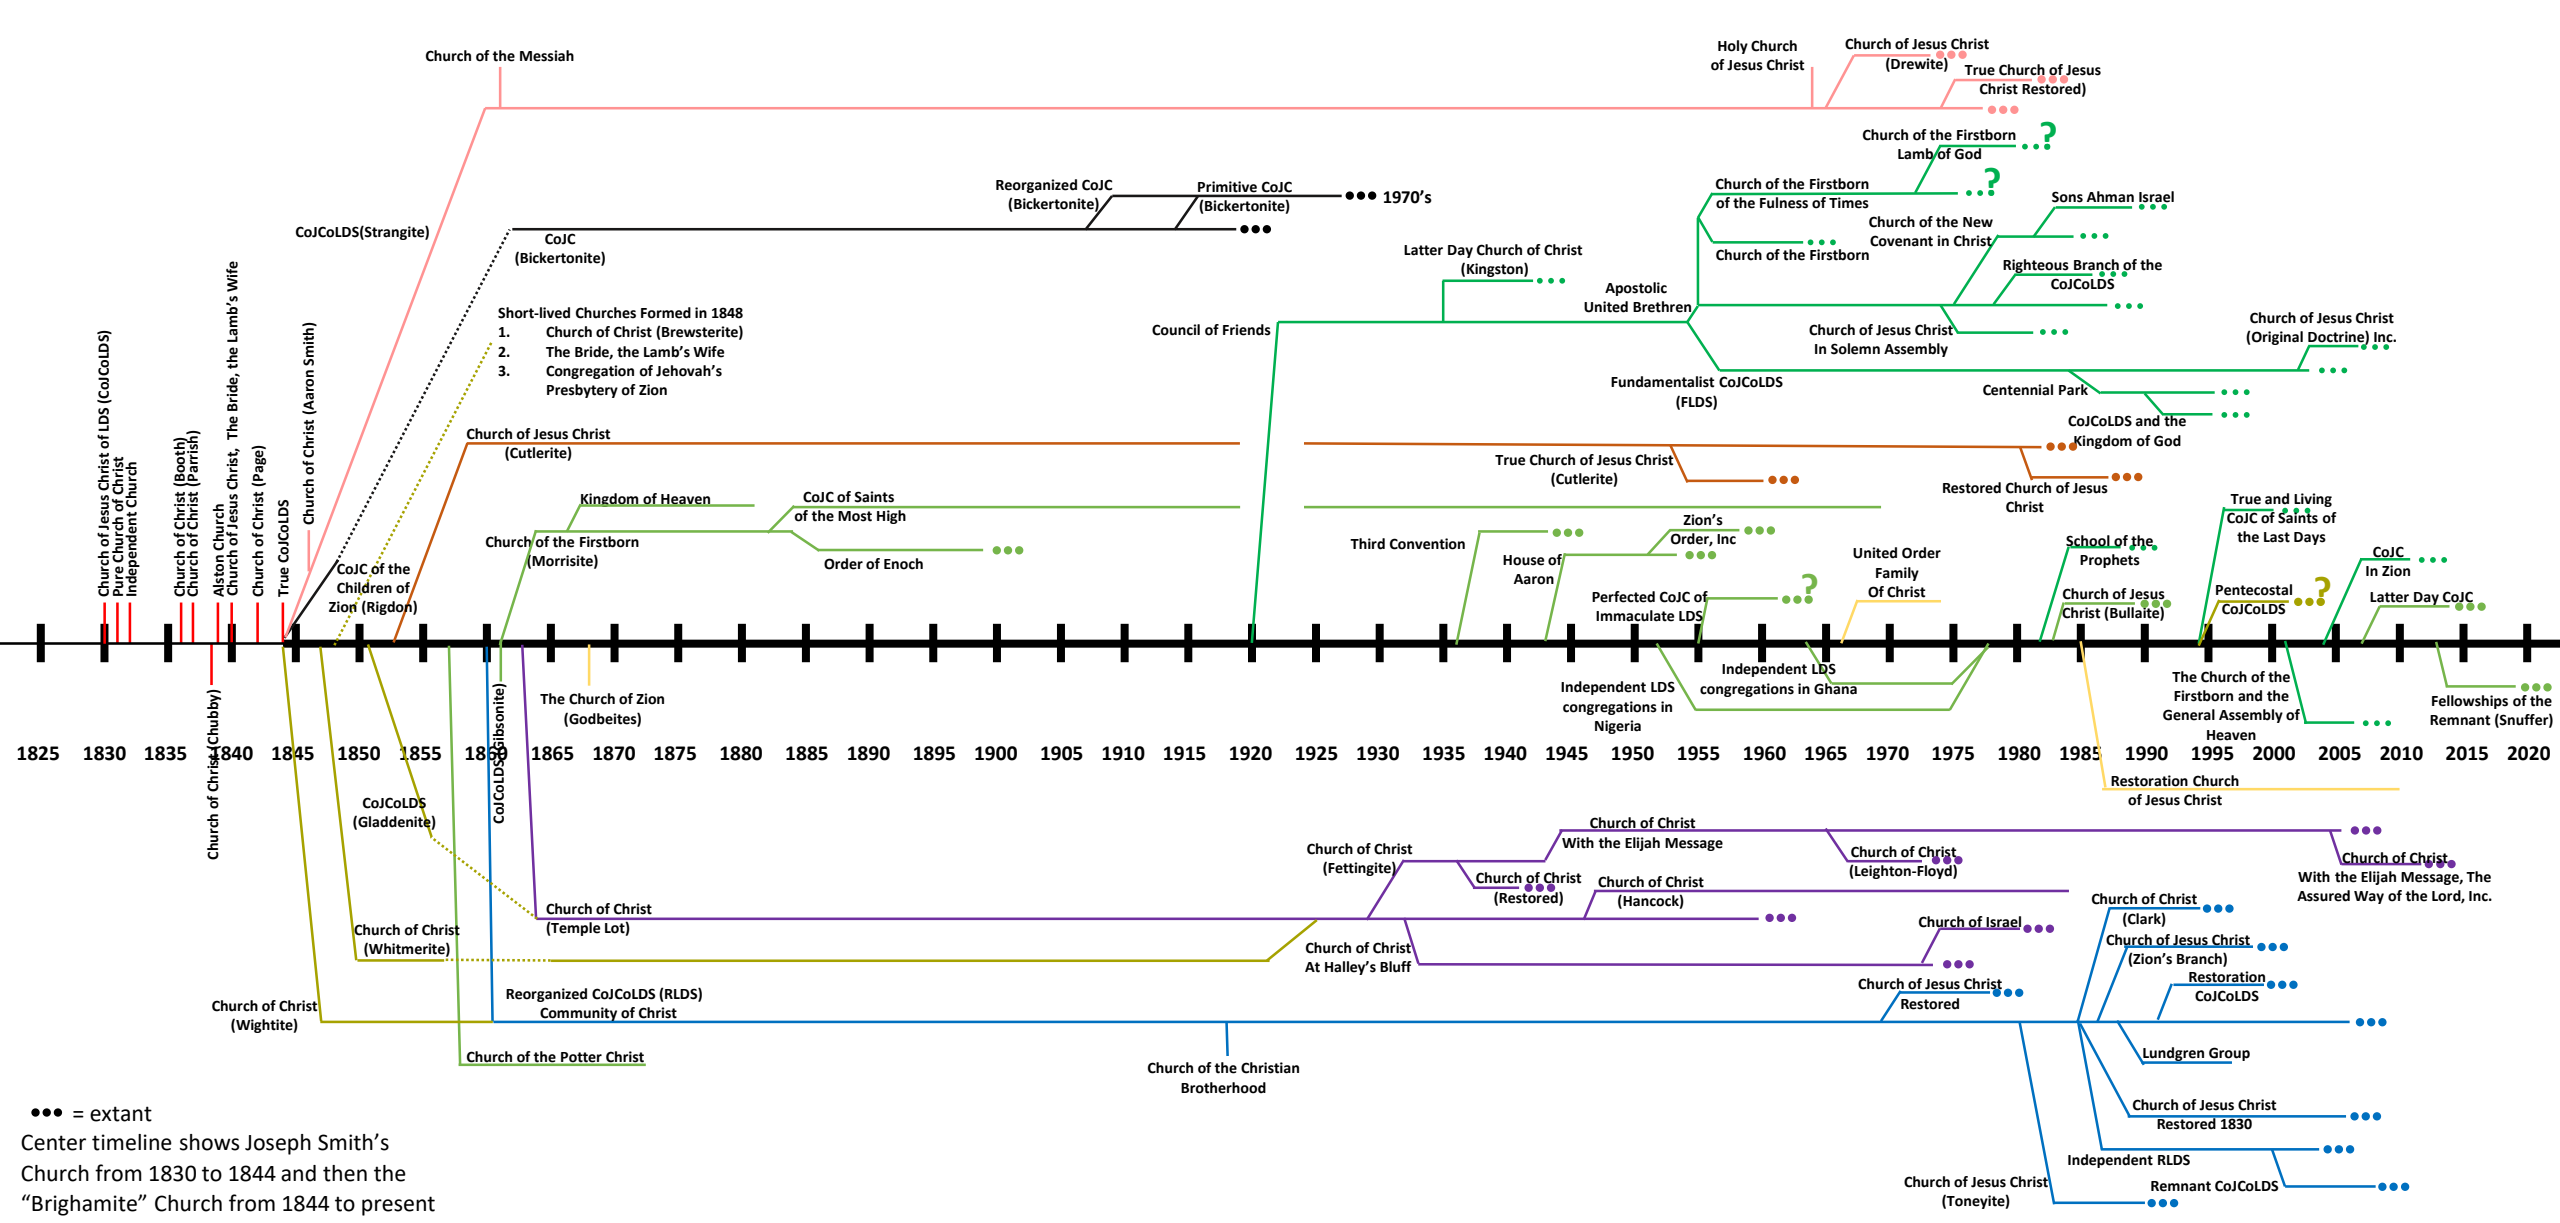 Church of the Messiah
Holy Church
of Jesus Christ
Church of Jesus Christ
(Drewite)
True Church of Jesus
Christ Restored)
Church of the Firstborn
Lamb of God
?
Reorganized CoJC
(Bickertonite)
Primitive CoJC
(Bickertonite)
1970's
Church of the Firstborn
of the Fulness of Times
?
Sons Ahman Israel
CoJCoLDS(Strangite)
CoJC
(Bickertonite)
Latter Day Church of Christ
(Kingston)
Church of the New
Covenant in Christ
Church of the Firstborn
Righteous Branch of the
CoJCoLDS
Apostolic
United Brethren
Council of Friends
Church of Jesus Christ
In Solemn Assembly
Church of Jesus Christ
(Original Doctrine) Inc.
Short-lived Churches Formed in 1848
1. Church of Christ (Brewsterite)
2. The Bride, the Lamb's Wife
3. Congregation of Jehovah's
Presbytery of Zion
Fundamentalist CoJCoLDS
(FLDS)
Centennial Park
CoJCoLDS and the
Kingdom of God
Church of Jesus Christ of LDS (CoJCoLDS)
Pure Church of Christ
Independent Church
Church of Christ (Booth)
Church of Christ (Parrish)
Alston Church
Church of Jesus Christ, The Bride, the Lamb's Wife
Church of Christ (Page)
True CoJCoLDS
Church of Christ (Aaron Smith)
Church of Jesus Christ
(Cutlerite)
True Church of Jesus Christ
(Cutlerite)
Restored Church of Jesus
Christ
Kingdom of Heaven
CoJC of Saints
of the Most High
Church of the Firstborn
(Morrisite)
Order of Enoch
CoJC of the
Children of
Zion (Rigdon)
Third Convention
House of
Aaron
Zion's
Order, Inc
Perfected CoJC of
Immaculate LDS
?
United Order
Family
Of Christ
School of the
Prophets
Church of Jesus
Christ (Bullaite)
True and Living
CoJC of Saints of
the Last Days
Pentecostal
CoJCoLDS
?
CoJC
In Zion
Latter Day CoJC
Church of Christ (Chubby)
CoJCoLDS (Gibsonite)
The Church of Zion
(Godbeites)
Independent LDS
congregations in
Nigeria
Independent LDS
congregations in Ghana
The Church of the
Firstborn and the
General Assembly of
Heaven
Fellowships of the
Remnant (Snuffer)
1825 1830 1835 1840 1845 1850 1855 1860 1865 1870 1875 1880 1885 1890 1895 1900 1905 1910 1915 1920 1925 1930 1935 1940 1945 1950 1955 1960 1965 1970 1975 1980 1985 1990 1995 2000 2005 2010 2015 2020
Restoration Church
of Jesus Christ
CoJCoLDS
(Gladdenite)
Church of Christ
With the Elijah Message
Church of Christ
(Fettingite)
Church of Christ
(Leighton-Floyd)
Church of Christ
With the Elijah Message, The
Assured Way of the Lord, Inc.
Church of Christ
(Restored)
Church of Christ
(Hancock)
Church of Christ
(Temple Lot)
Church of Christ
(Clark)
Church of Israel
Church of Christ
(Whitmerite)
Church of Christ
At Halley's Bluff
Church of Jesus Christ
(Zion's Branch)
Restoration
CoJCoLDS
Church of Jesus Christ
Restored
Church of Christ
(Wightite)
Reorganized CoJCoLDS (RLDS)
Community of Christ
Church of the Potter Christ
Church of the Christian
Brotherhood
Lundgren Group
Church of Jesus Christ
Restored 1830
Independent RLDS
Church of Jesus Christ
(Toneyite)
Remnant CoJCoLDS
= extant
Center timeline shows Joseph Smith's
Church from 1830 to 1844 and then the
“Brighamite” Church from 1844 to present